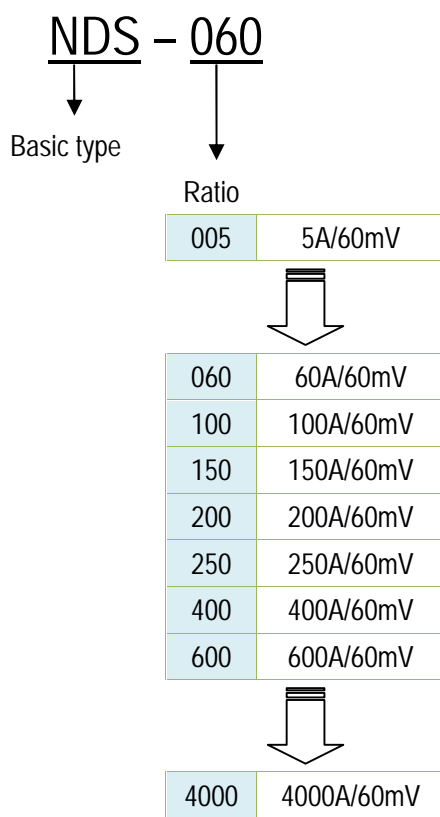 NDS – 060
Basic type
Ratio
005 5A/60mV
060 60A/60mV
100 100A/60mV
150 150A/60mV
200 200A/60mV
250 250A/60mV
400 400A/60mV
600 600A/60mV
4000 4000A/60mV